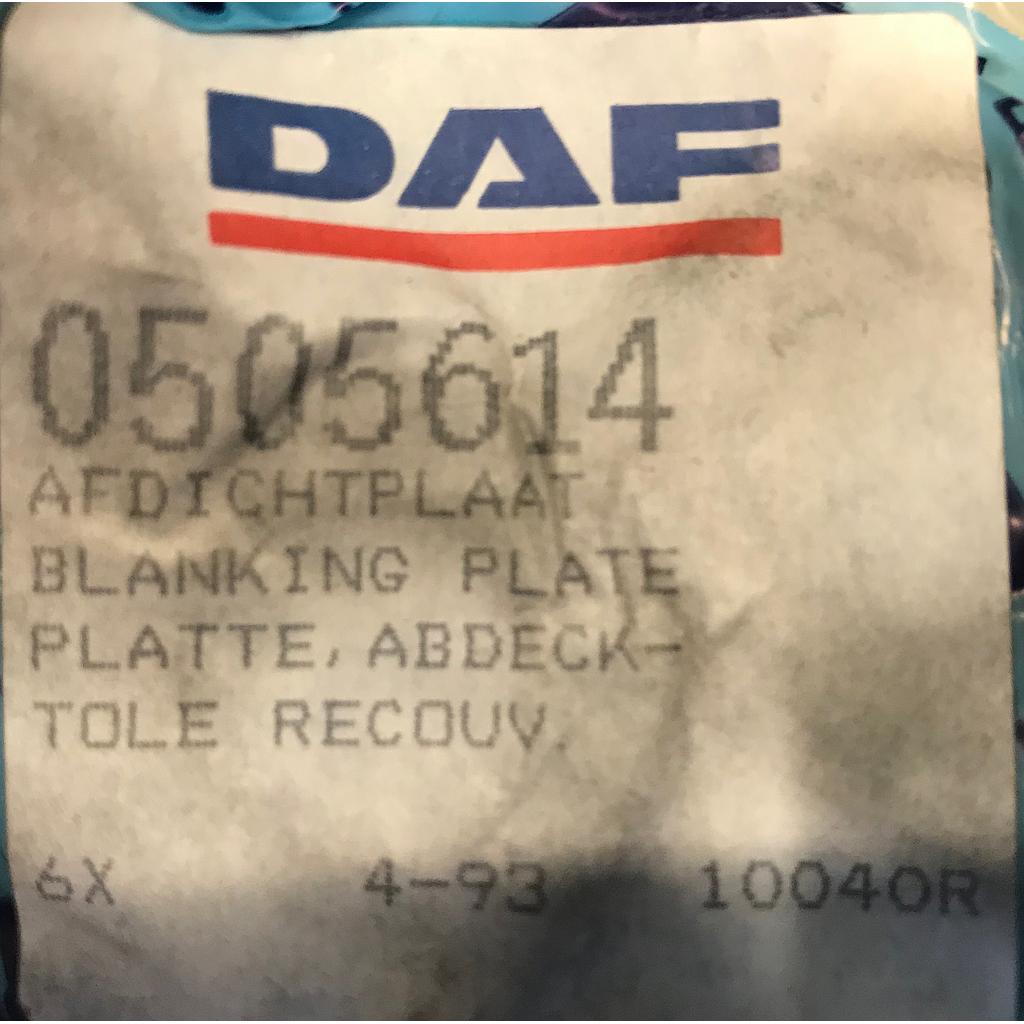 DAF
0505614
AFDICHTPLAAT
BLANKING PLATE
PLATTE, ABDECK-
TOLE RECOUV.
6X 4-93 10040R